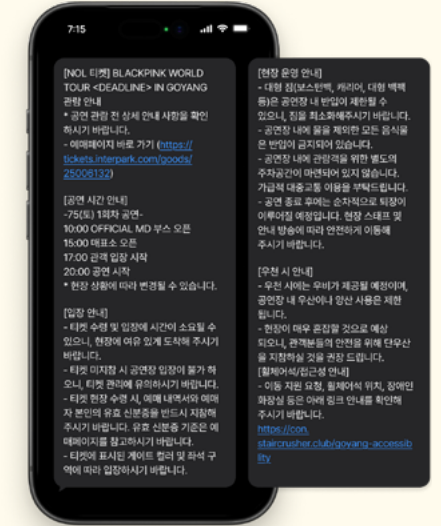 7:15
[NOL 티켓] BLACKPINK WORLD
TOUR <DEADLINE> IN GOYANG
관람 안내
* 공연 관람 전 상세 안내 사항을 확인
하시기 바랍니다.
- 예매페이지 바로 가기 (https://
tickets.interpark.com/goods/
25006132)
[공연 시간 안내]
-7.5(토) 1회차 공연-
10:00 OFFICIAL MD 부스 오픈
15:00 매표소 오픈
17:00 관객 입장 시작
20:00 공연 시작
* 현장 상황에 따라 변경될 수 있습니다.
[입장 안내]
- 티켓 수령 및 입장에 시간이 소요될 수
있으니, 현장에 여유 있게 도착해 주시기
바랍니다.
- 티켓 미지참 시 공연장 입장이 불가 하
오니, 티켓 관리에 유의하시기 바랍니다.
- 티켓 현장 수령 시, 예매 내역서와 예매
자 본인의 유효 신분증을 반드시 지참해
주시기 바랍니다. 유효 신분증 기준은 예
매페이지를 참고하시기 바랍니다.
- 티켓에 표시된 게이트 컬러 및 좌석 구
역에 따라 입장하시기 바랍니다.
[현장 운영 안내]
- 대형 짐(보스턴백, 캐리어, 대형 백팩
등)은 공연장 내 반입이 제한될 수
있으니, 짐을 최소화해주시기 바랍니다.
- 공연장 내에 물을 제외한 모든 음식물
은 반입이 금지되어 있습니다.
- 공연장 내에 관람객을 위한 별도의
주차공간이 마련되어 있지 않습니다.
가급적 대중교통 이용을 부탁드립니다.
- 공연 종료 후에는 순차적으로 퇴장이
이루어질 예정입니다. 현장 스태프 및
안내 방송에 따라 안전하게 이동해
주시기 바랍니다.
[우천 시 안내]
- 우천 시에는 우비가 제공될 예정이며,
공연장 내 우산이나 양산 사용은 제한
됩니다.
- 현장이 매우 혼잡할 것으로 예상
되오니, 관객분들의 안전을 위해 단우산
을 지참하실 것을 권장 드립니다.
[휠체어석/접근성 안내]
- 이동 지원 요청, 휠체어석 위치, 장애인
화장실 등은 아래 링크 안내를 확인해
주시기 바랍니다.
https://con.
staircrusher.club/goyang-accessib
ility